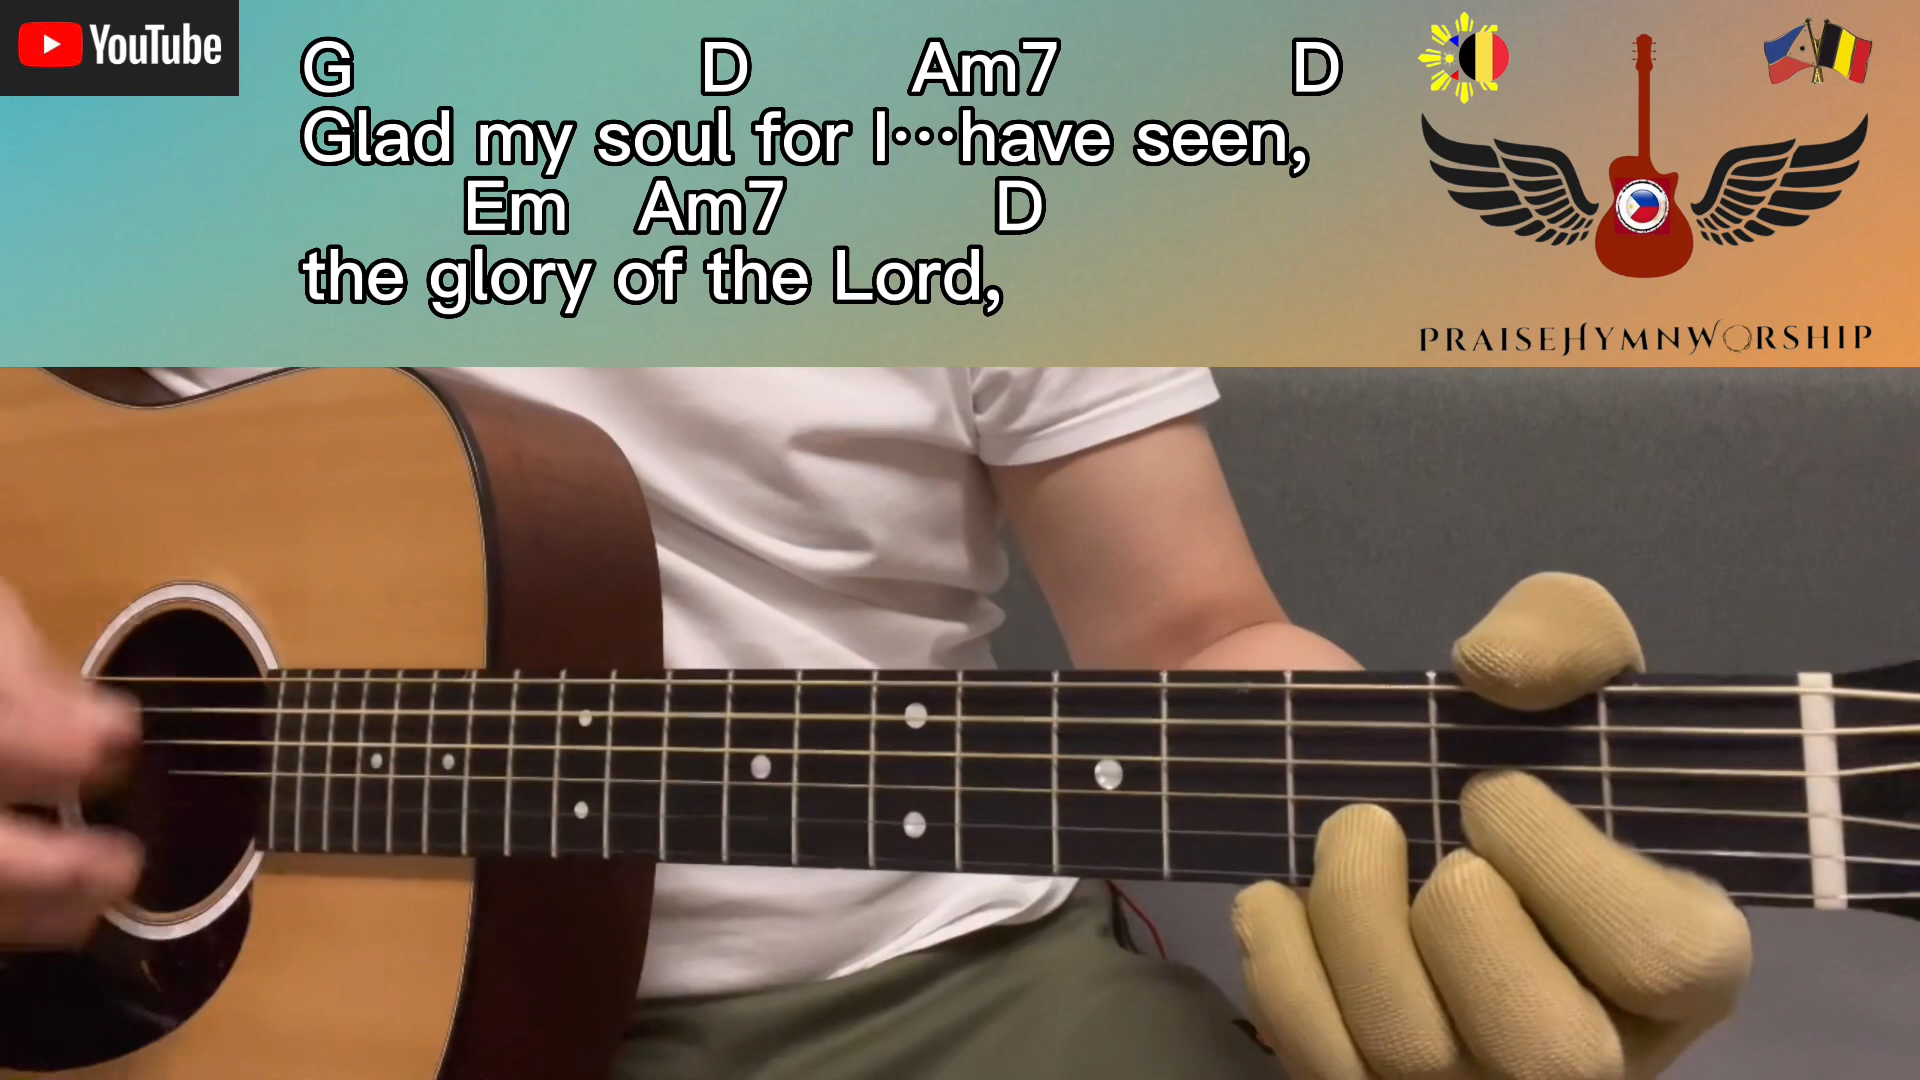 YouTube
G D Am7 D
Glad my soul for I…have seen,
Em Am7 D
the glory of the Lord,
PRAISEHYMNWORSHIP